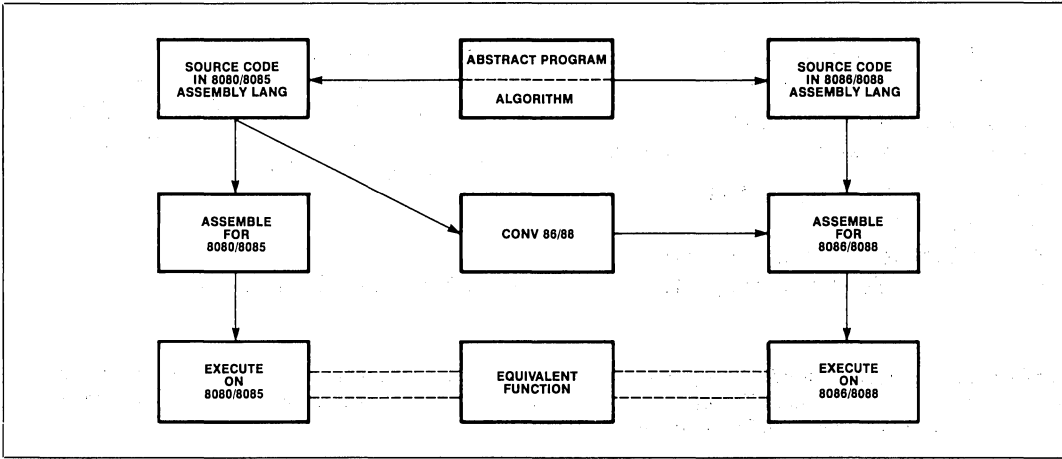 SOURCE CODE
IN 8080/8085
ASSEMBLY LANG
ABSTRACT PROGRAM
ALGORITHM
SOURCE CODE
IN 8086/8088
ASSEMBLY LANG
ASSEMBLE
FOR
8080/8085
CONV 86/88
ASSEMBLE
FOR
8086/8088
EXECUTE
ON
8080/8085
EQUIVALENT
FUNCTION
EXECUTE
ON
8086/8088